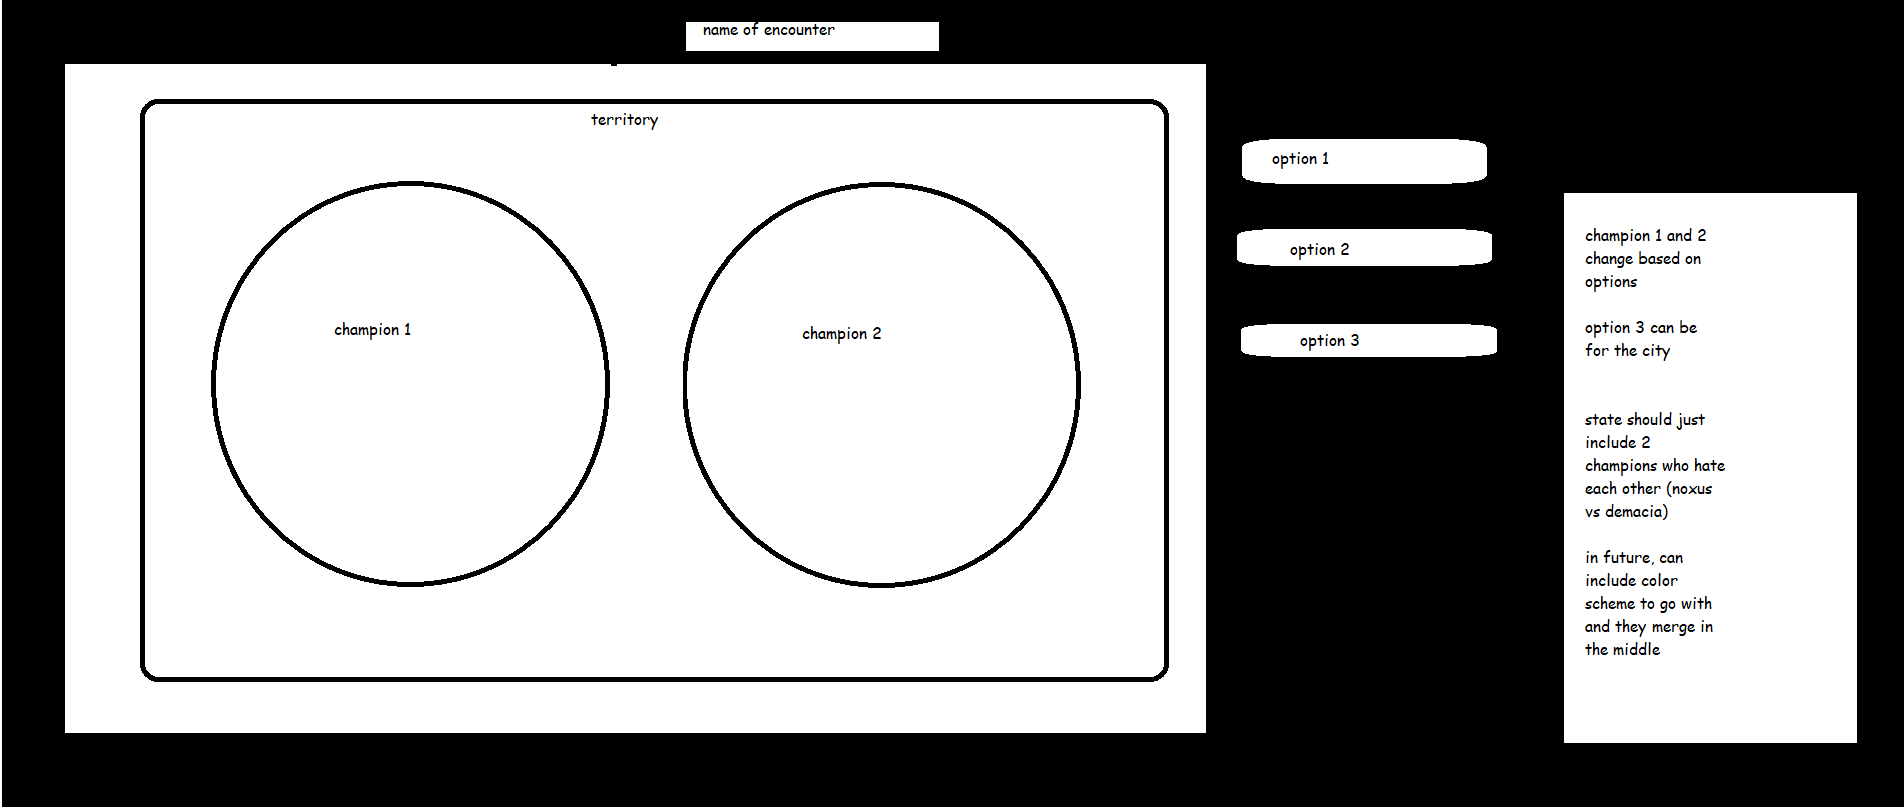 name of encounter
territory
champion 1
champion 2
option 1
option 2
option 3
champion 1 and 2
change based on
options
option 3 can be
for the city
state should just
include 2
champions who hate
each other (noxus
vs demacia)
in future, can
include color
scheme to go with
and they merge in
the middle